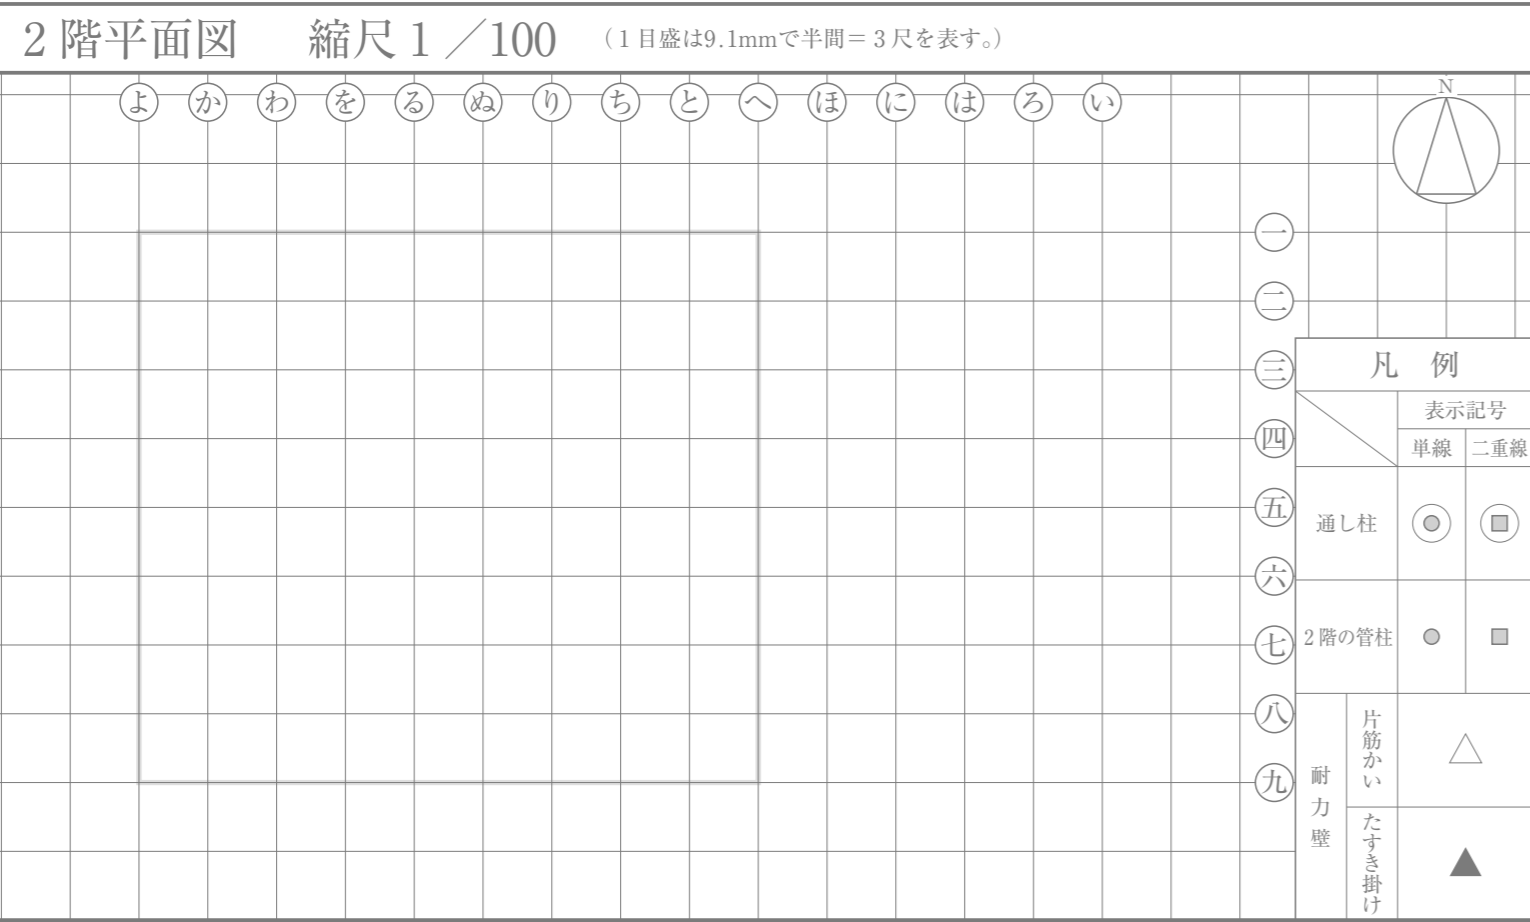 2階平面図 縮尺1／100 （1目盛は9.1mmで半間＝3尺を表す。）
よ か わ を る ぬ り ち と へ ほ に は ろ い
N
一
二
三
四
五
六
七
八
九
凡 例
表示記号
単線 二重線
通し柱
2階の管柱
耐力壁
片筋かい
たすき掛け